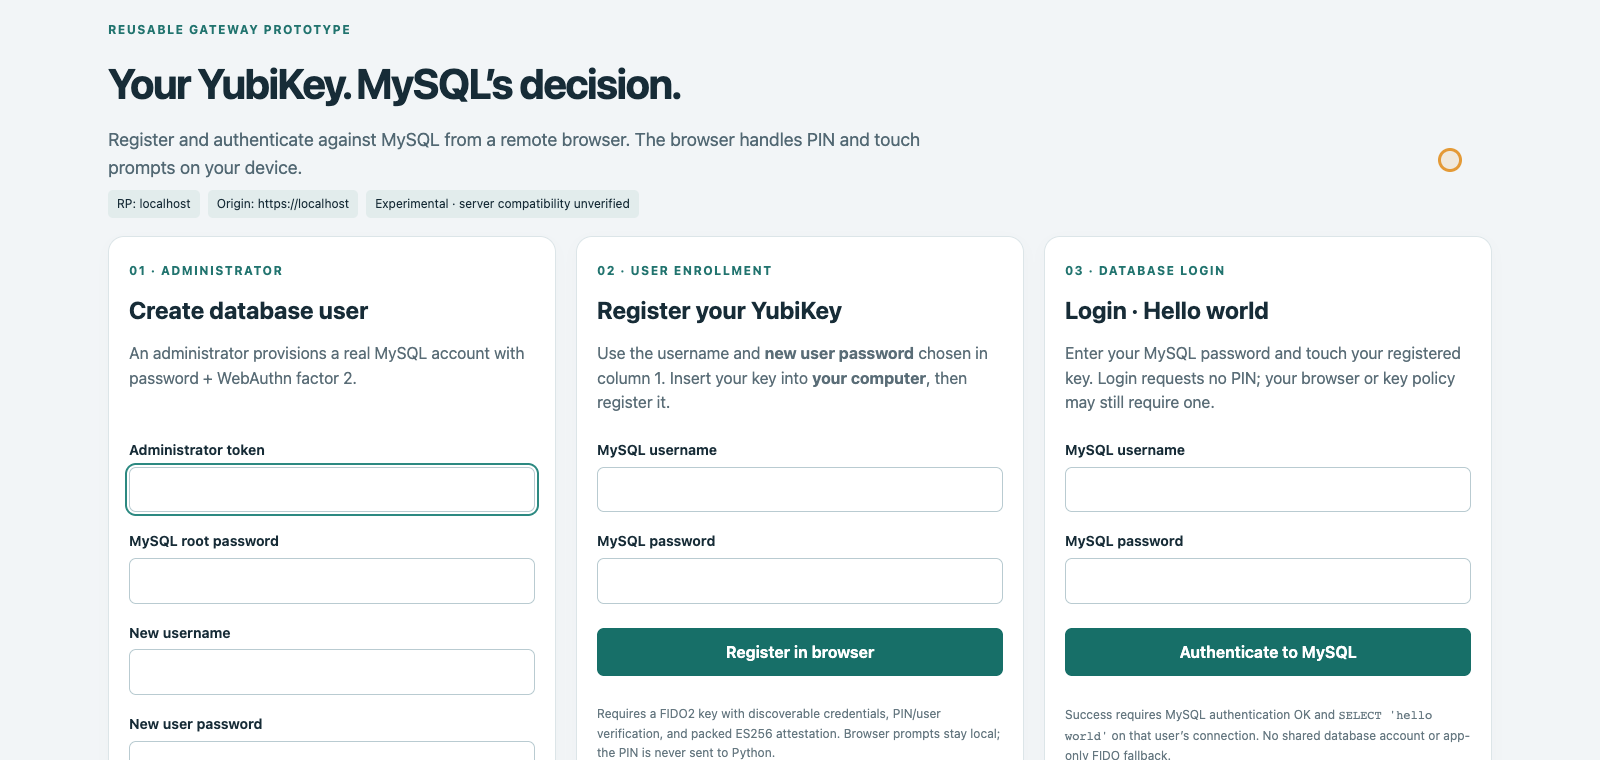 REUSABLE GATEWAY PROTOTYPE
Your YubiKey. MySQL’s decision.
Register and authenticate against MySQL from a remote browser. The browser handles PIN and touch
prompts on your device.
RP: localhost
Origin: https://localhost
Experimental · server compatibility unverified
01 · ADMINISTRATOR
Create database user
An administrator provisions a real MySQL account with
password + WebAuthn factor 2.
Administrator token
MySQL root password
New username
New user password
02 · USER ENROLLMENT
Register your YubiKey
Use the username and new user password chosen in
column 1. Insert your key into your computer, then
register it.
MySQL username
MySQL password
Register in browser
Requires a FIDO2 key with discoverable credentials, PIN/user
verification, and packed ES256 attestation. Browser prompts stay local;
the PIN is never sent to Python.
03 · DATABASE LOGIN
Login · Hello world
Enter your MySQL password and touch your registered
key. Login requests no PIN; your browser or key policy
may still require one.
MySQL username
MySQL password
Authenticate to MySQL
Success requires MySQL authentication OK and SELECT 'hello
world' on that user’s connection. No shared database account or app-
only FIDO fallback.